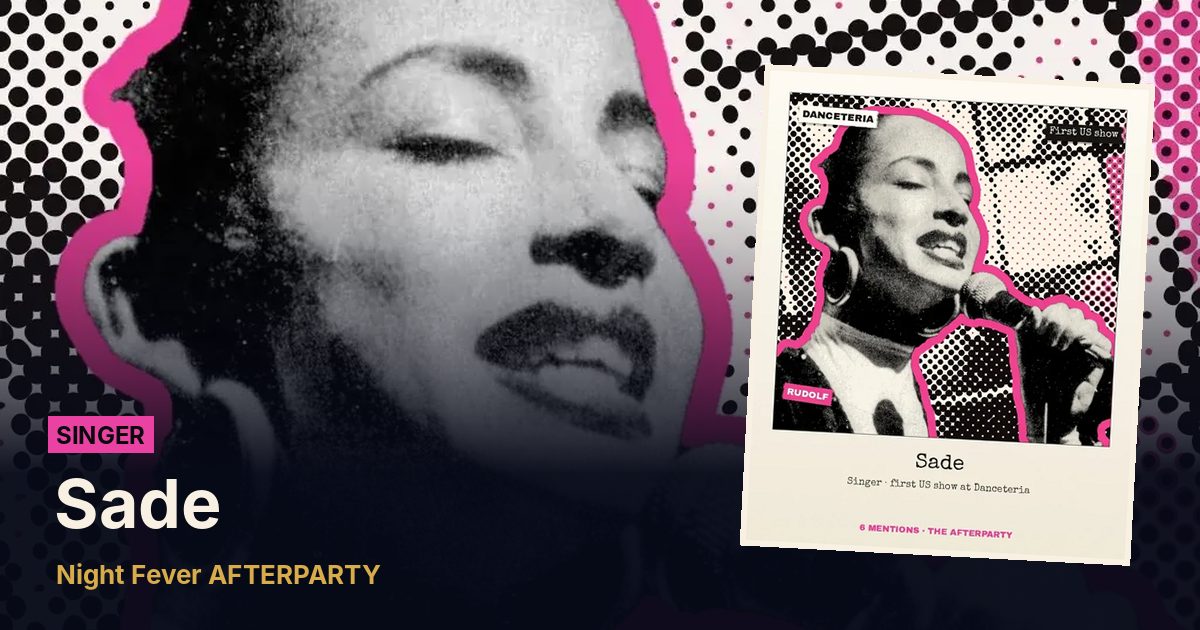 SINGER
Sade
Night Fever AFTERPARTY
DANCETERIA
First US show
RUDOLF
Sade
Singer · first US show at Danceteria
6 MENTIONS · THE AFTERPARTY